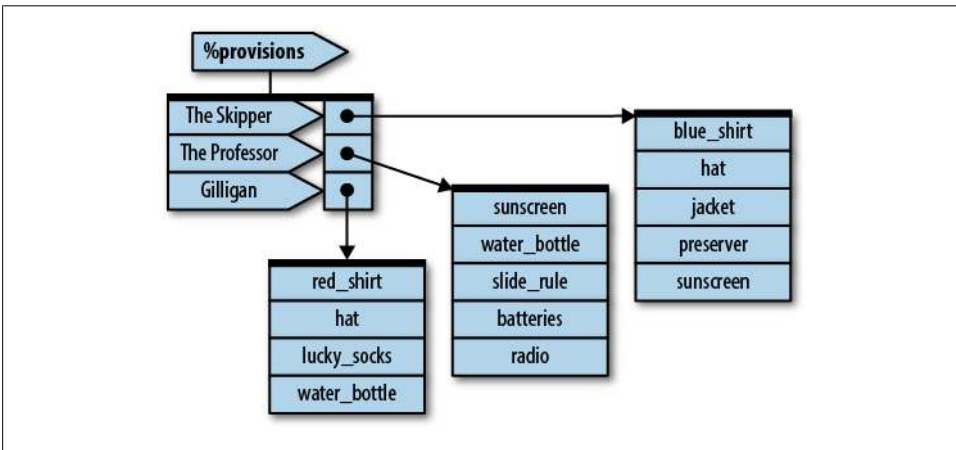 %provisions
The Skipper
The Professor
Gilligan
blue_shirt
hat
jacket
preserver
sunscreen
sunscreen
water_bottle
slide_rule
batteries
radio
red_shirt
hat
lucky_socks
water_bottle